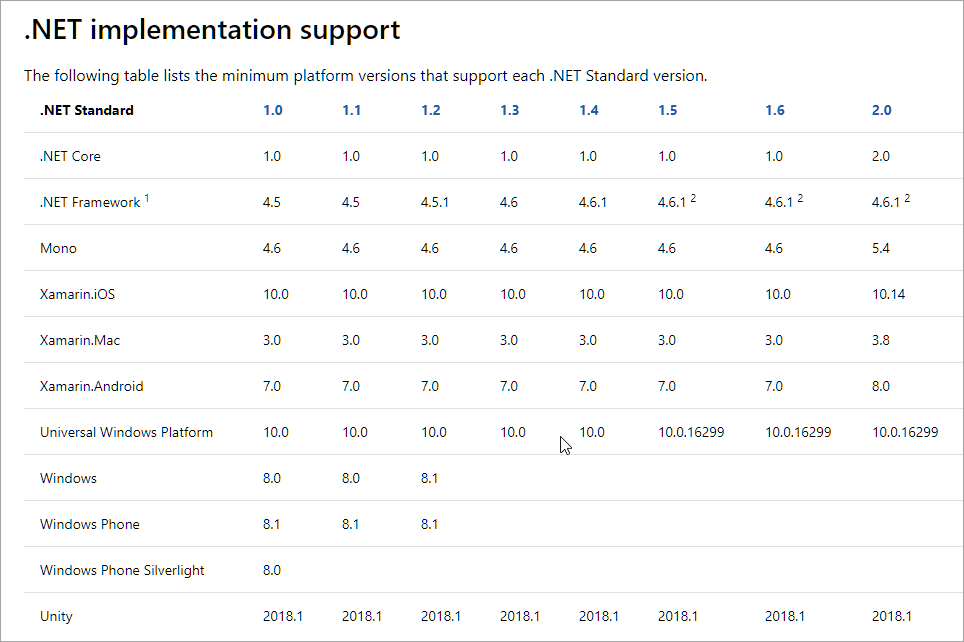 .NET implementation support
The following table lists the minimum platform versions that support each .NET Standard version.
.NET Standard 1.0 1.1 1.2 1.3 1.4 1.5 1.6 2.0
.NET Core 1.0 1.0 1.0 1.0 1.0 1.0 1.0 2.0
.NET Framework 1 4.5 4.5 4.5.1 4.6 4.6.1 4.6.1 2 4.6.1 2 4.6.1 2
Mono 4.6 4.6 4.6 4.6 4.6 4.6 4.6 5.4
Xamarin.iOS 10.0 10.0 10.0 10.0 10.0 10.0 10.0 10.14
Xamarin.Mac 3.0 3.0 3.0 3.0 3.0 3.0 3.0 3.8
Xamarin.Android 7.0 7.0 7.0 7.0 7.0 7.0 7.0 8.0
Universal Windows Platform 10.0 10.0 10.0 10.0 10.0 10.0.16299 10.0.16299 10.0.16299
Windows 8.0 8.0 8.1
Windows Phone 8.1 8.1 8.1
Windows Phone Silverlight 8.0
Unity 2018.1 2018.1 2018.1 2018.1 2018.1 2018.1 2018.1 2018.1